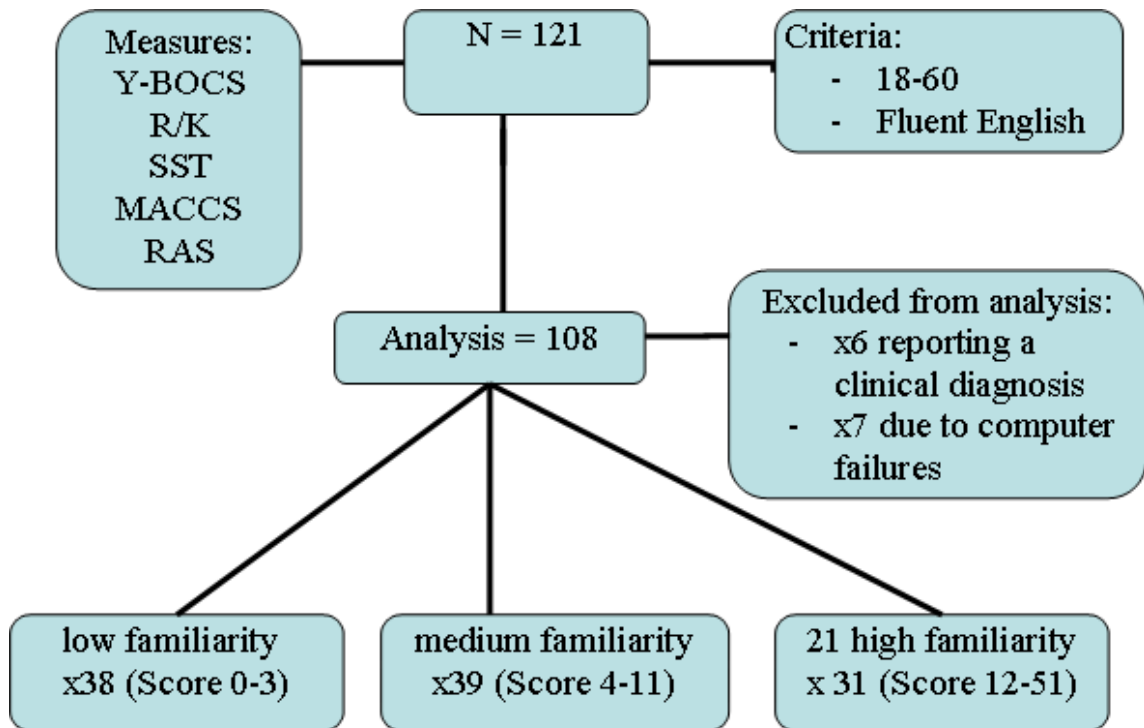 Measures:
Y-BOCS
R/K
SST
MACCS
RAS
N = 121
Criteria:
- 18-60
- Fluent English
Analysis = 108
Excluded from analysis:
- x6 reporting a
clinical diagnosis
- x7 due to computer
failures
low familiarity
x38 (Score 0-3)
medium familiarity
x39 (Score 4-11)
21 high familiarity
x 31 (Score 12-51)